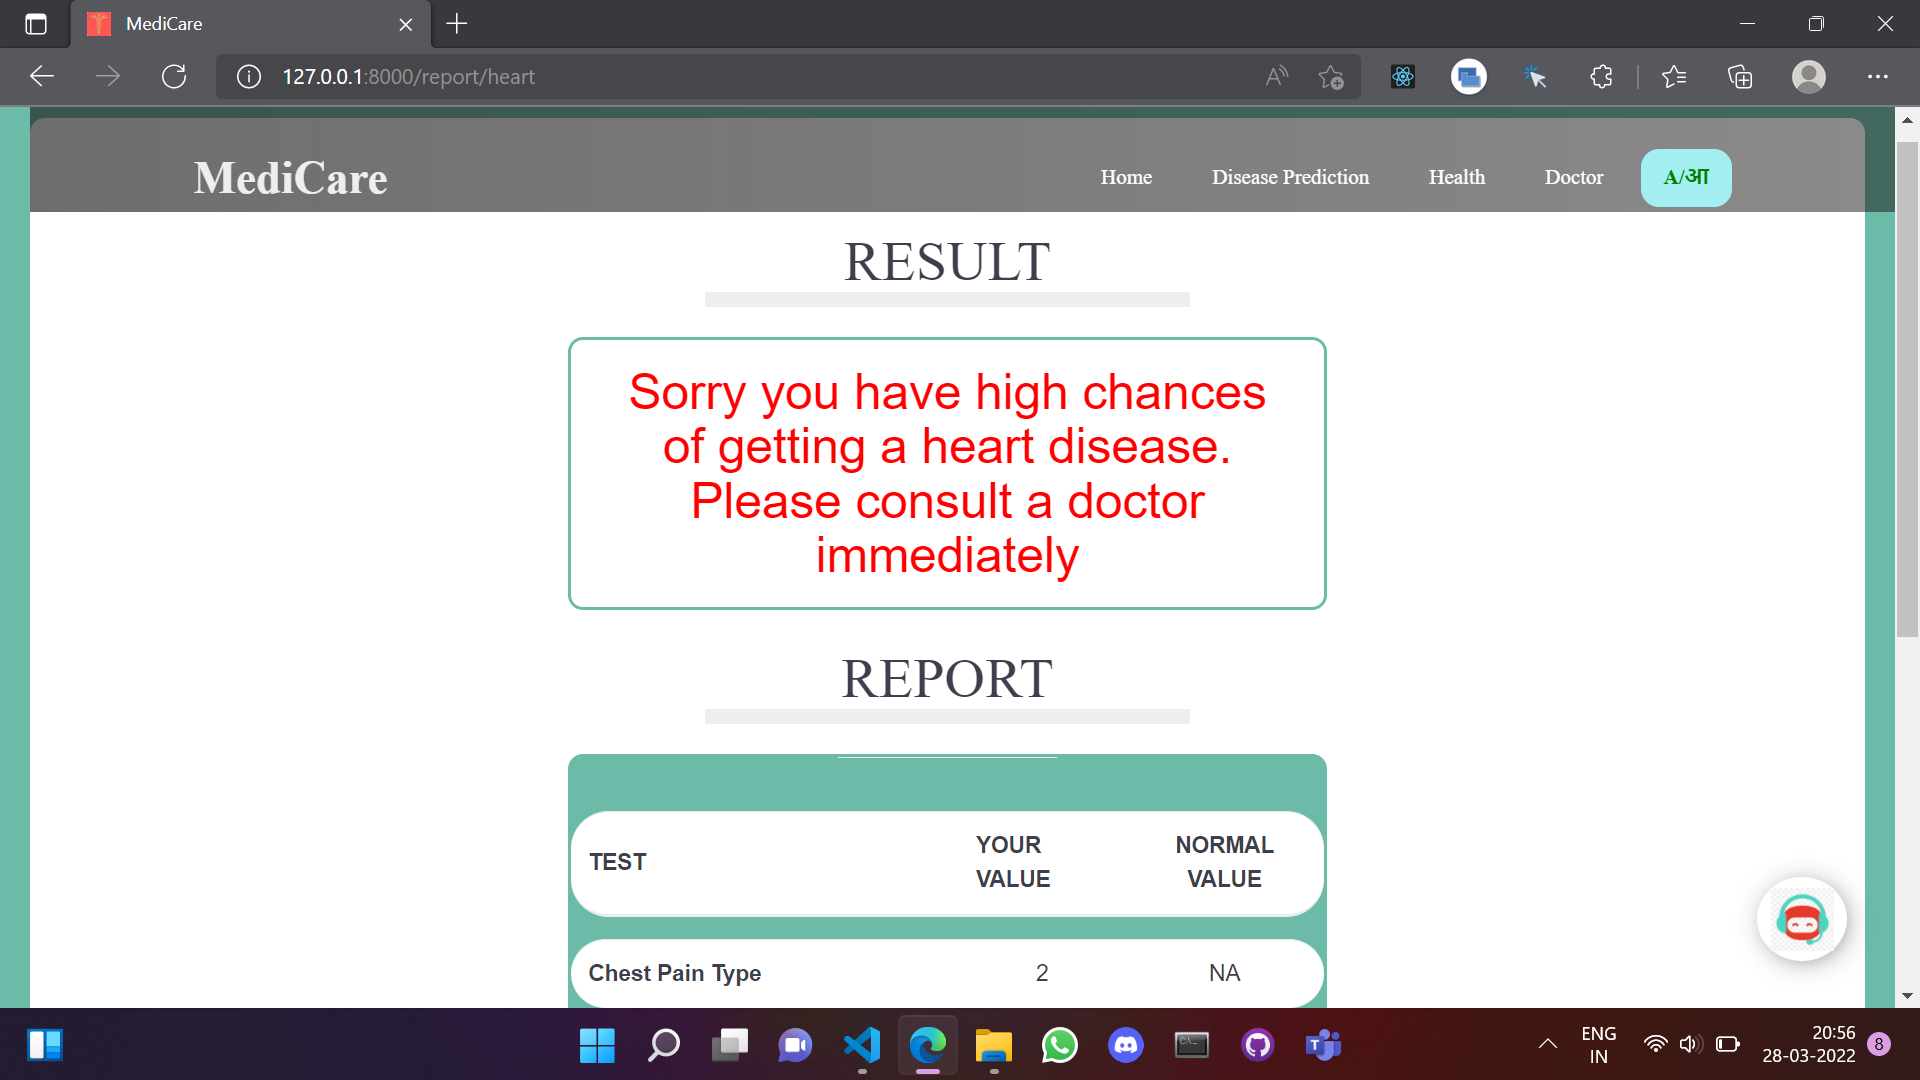 MediCare
127.0.0.1:8000/report/heart
MediCare
Home
Disease Prediction
Health
Doctor
A/आ
RESULT
Sorry you have high chances
of getting a heart disease.
Please consult a doctor
immediately
REPORT
TEST
YOUR
VALUE
NORMAL
VALUE
Chest Pain Type
2
NA
ENG
IN
20:56
28-03-2022
8